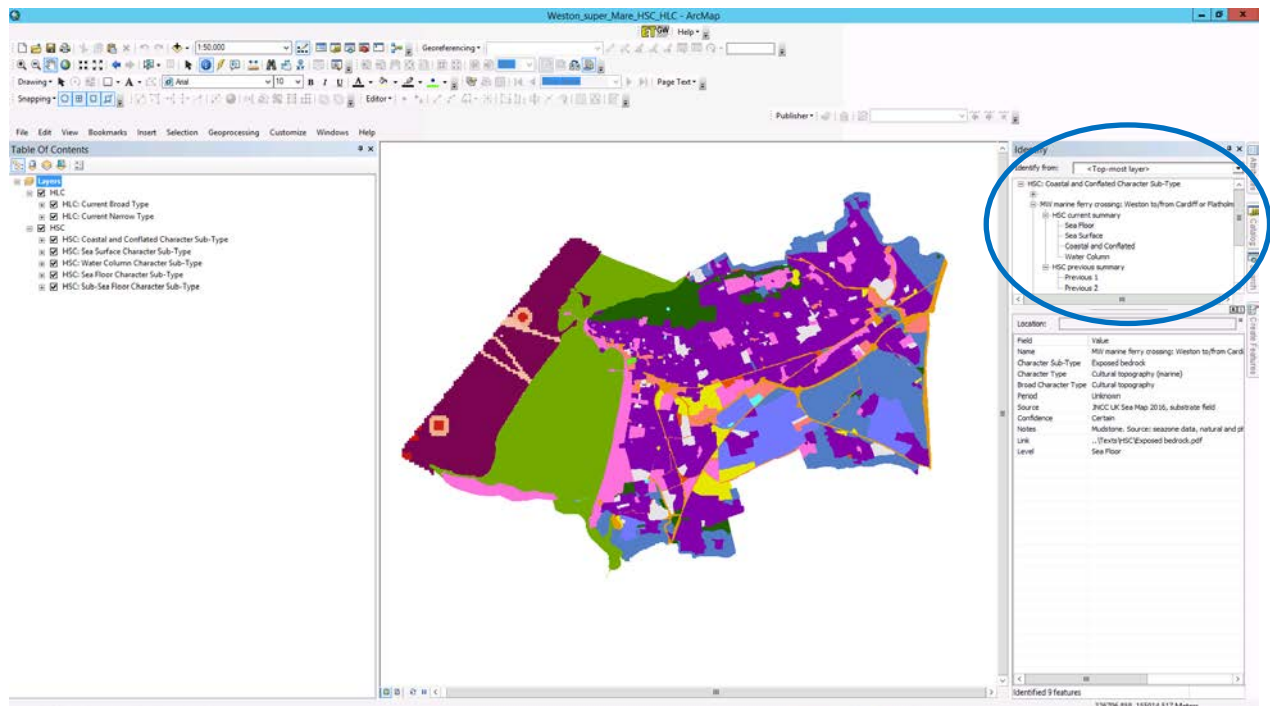 Weston_super_Mare_HSC_HLC - ArcMap
ET GW Help
1:50,000 Georeferencing
Drawing A Arial 10 B I U A Page Text
Snapping Editor
Publisher
File Edit View Bookmarks Insert Selection Geoprocessing Customize Windows Help
Table Of Contents
Layers
HLC
HLC: Current Broad Type
HLC: Current Narrow Type
HSC
HSC: Coastal and Conflated Character Sub-Type
HSC: Sea Surface Character Sub-Type
HSC: Water Column Character Sub-Type
HSC: Sea Floor Character Sub-Type
HSC: Sub-Sea Floor Character Sub-Type
Identify
Identify from: <Top-most layer>
HSC: Coastal and Conflated Character Sub-Type
MW marine ferry crossing: Weston to/from Cardiff or Flatholm
HSC current summary
Sea Floor
Sea Surface
Coastal and Conflated
Water Column
HSC previous summary
Previous 1
Previous 2
Location:
Field Value
Name MW marine ferry crossing: Weston to/from Cardi
Character Sub-Type Exposed bedrock
Character Type Cultural topography (marine)
Broad Character Type Cultural topography
Period Unknown
Source JNCC UK Sea Map 2016, substrate field
Confidence Certain
Notes Mudstone. Source: seazone data, natural and ph
Link ..\Texts\HSC\Exposed bedrock.pdf
Level Sea Floor
Identified 9 features
Catalog
Create Features